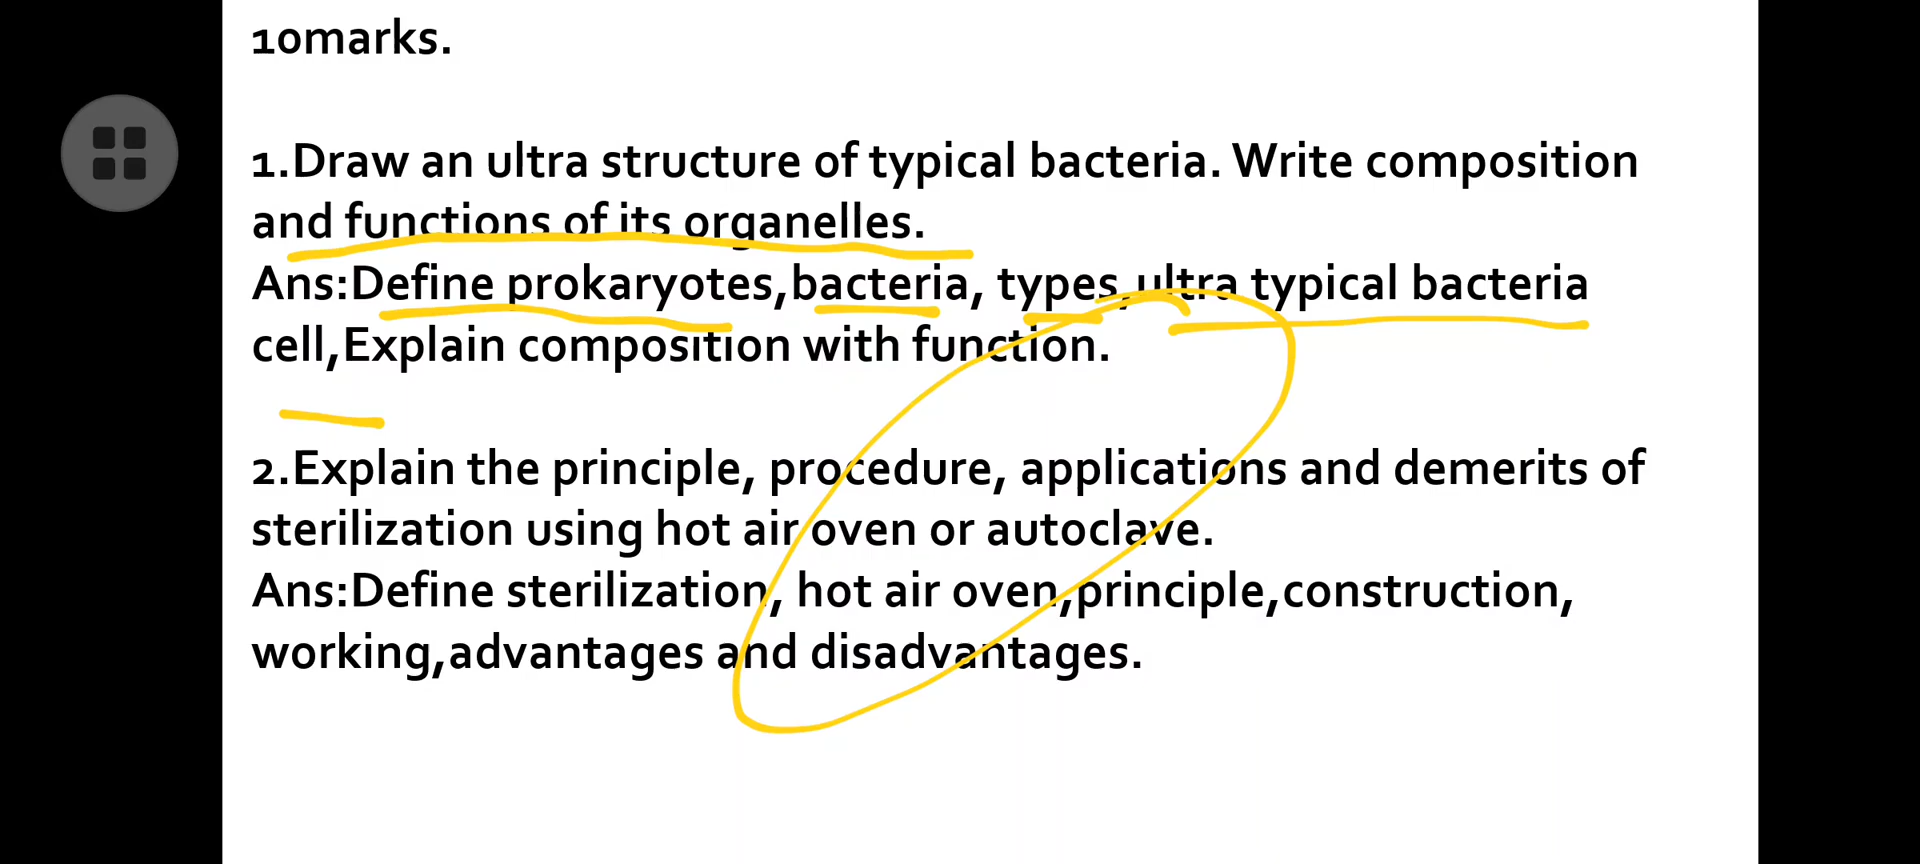 10marks.
1.Draw an ultra structure of typical bacteria. Write composition
and functions of its organelles.
Ans:Define prokaryotes,bacteria, types,ultra typical bacteria
cell,Explain composition with function.
2.Explain the principle, procedure, applications and demerits of
sterilization using hot air oven or autoclave.
Ans:Define sterilization, hot air oven,principle,construction,
working,advantages and disadvantages.